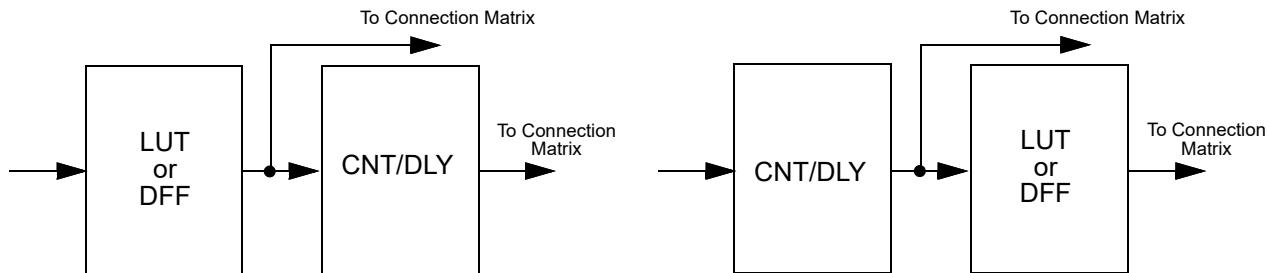 To Connection Matrix
LUT
or
DFF
CNT/DLY
To Connection
Matrix
To Connection Matrix
CNT/DLY
LUT
or
DFF
To Connection
Matrix